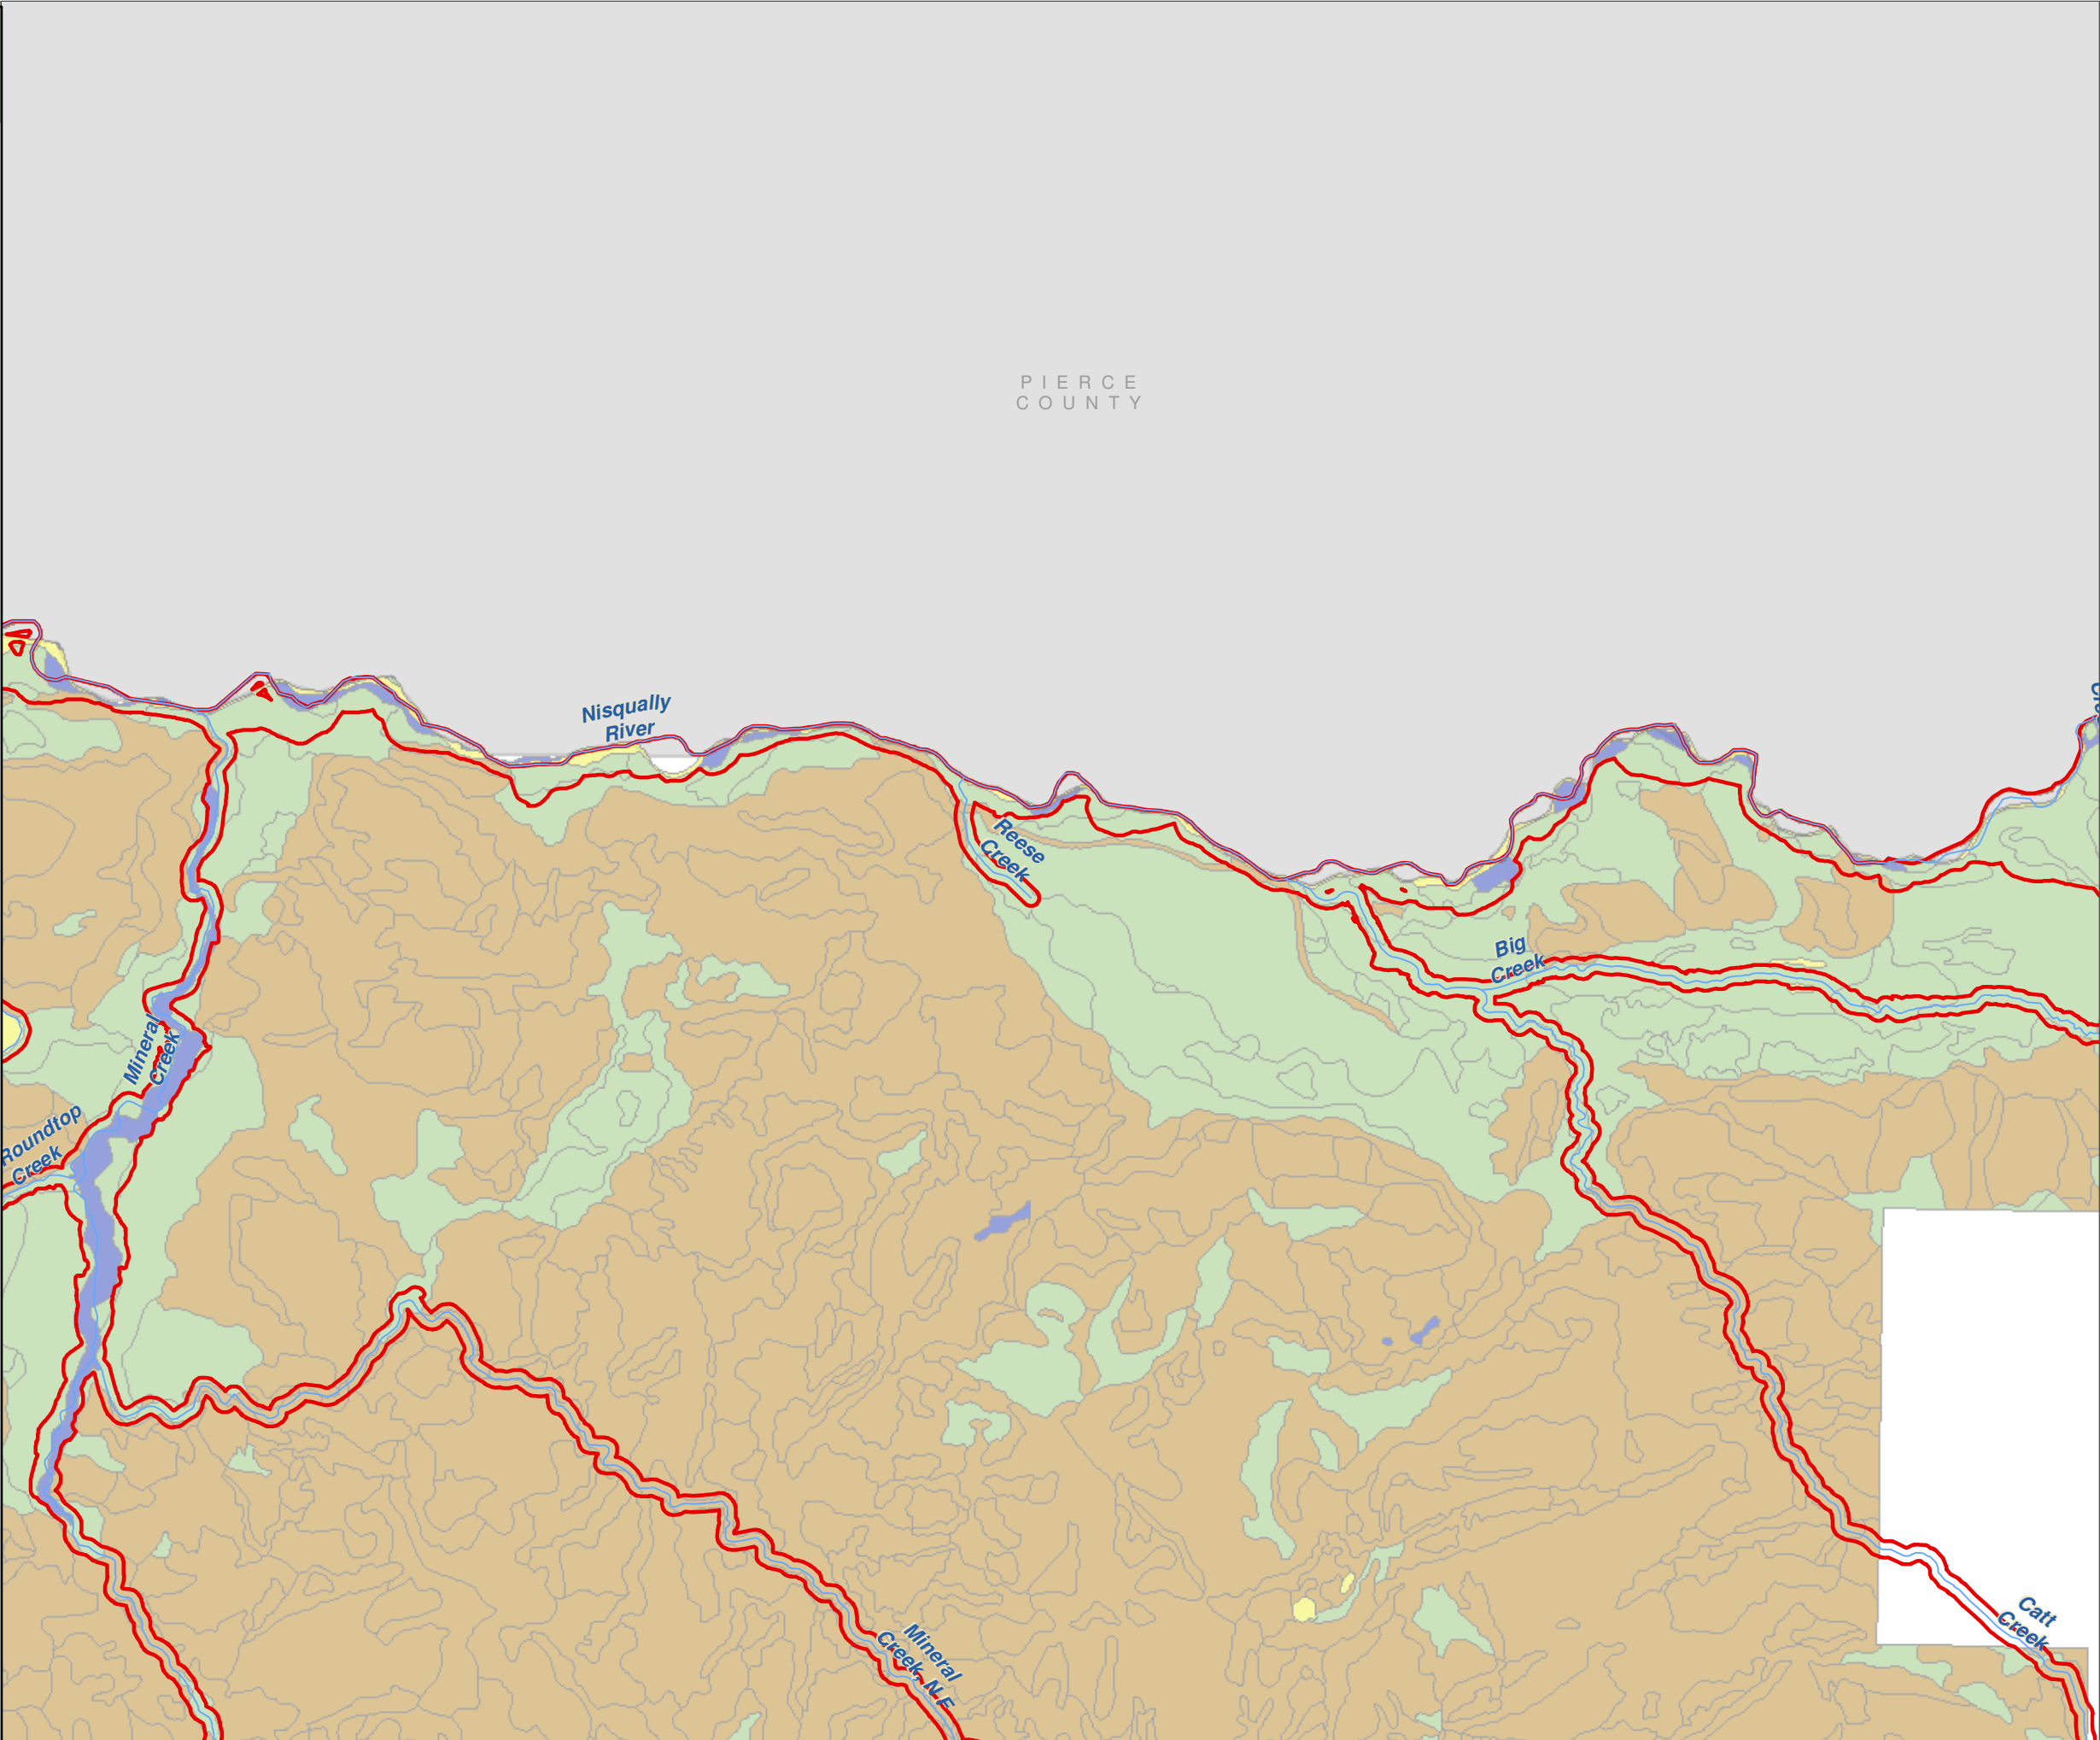 PIERCE
COUNTY
Nisqually
River
Reese
Creek
Big
Creek
Mineral
Creek
Roundtop
Creek
Catt
Creek
Mineral
Creek N F